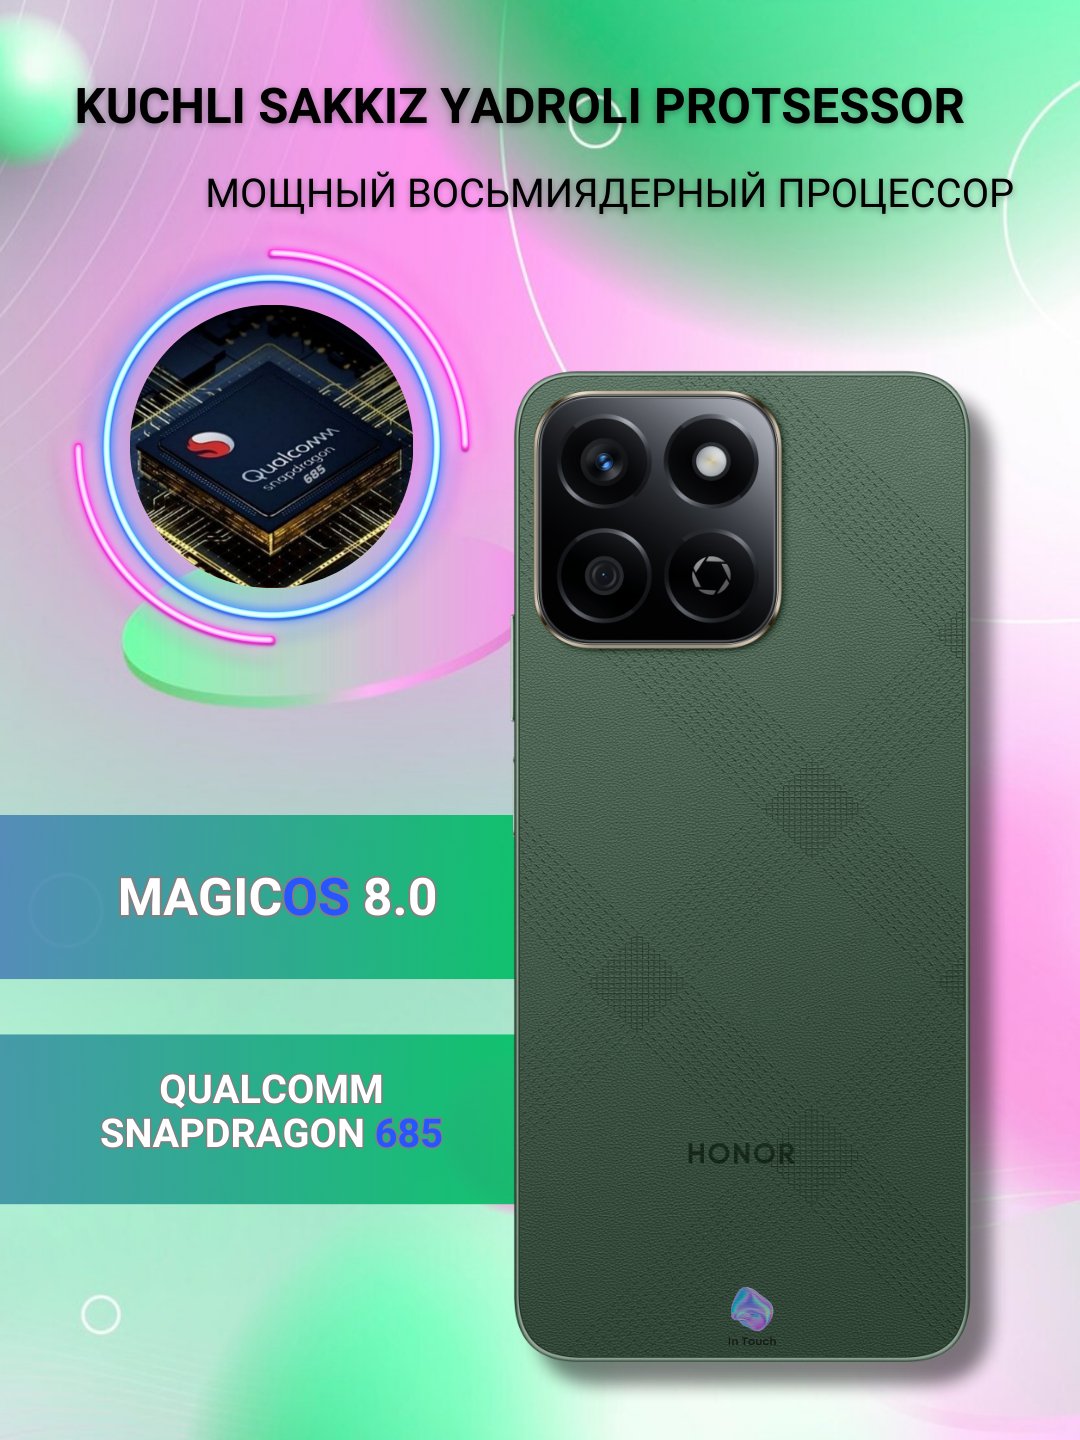 KUCHLI SAKKIZ YADROLI PROTSESSOR
МОЩНЫЙ ВОСЬМИЯДЕРНЫЙ ПРОЦЕССОР
Qualcomm
snapdragon
685
MAGICOS 8.0
QUALCOMM
SNAPDRAGON 685
HONOR
In Touch